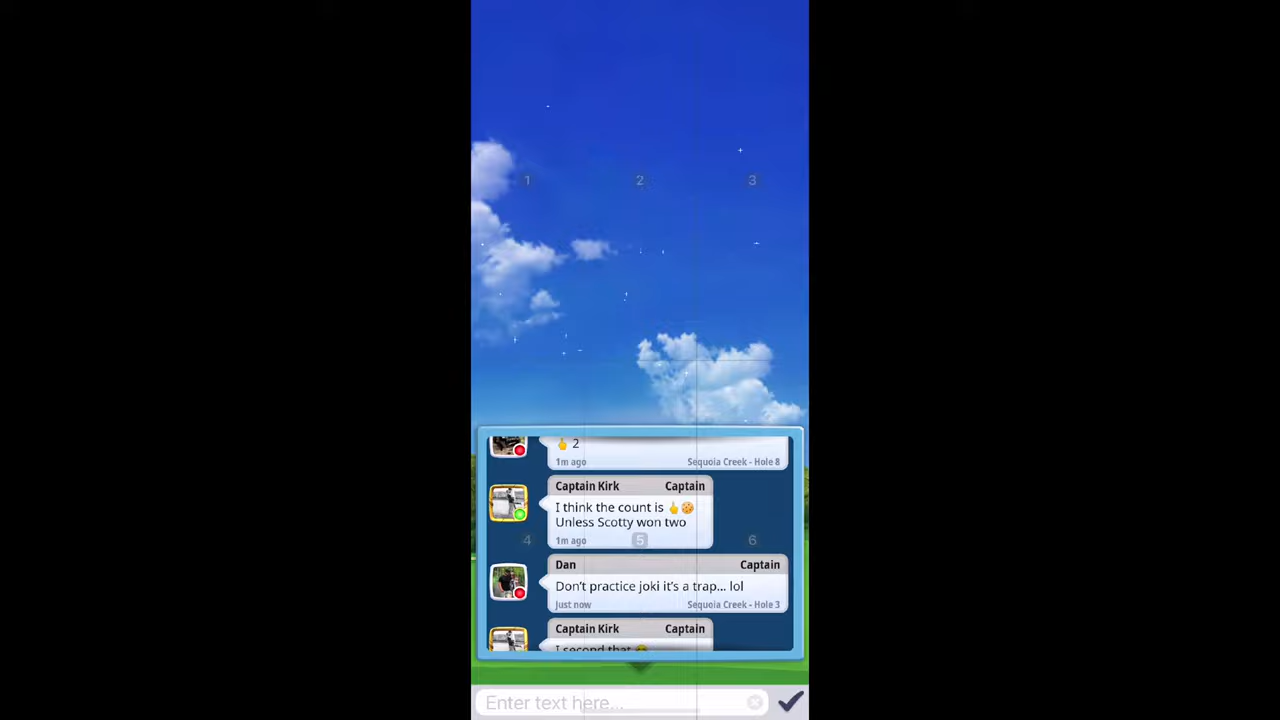 1 2 3
👆 2
1m ago Sequoia Creek - Hole 8
Captain Kirk Captain
I think the count is 👆🍪
Unless Scotty won two
1m ago
4 5 6
Dan Captain
Don't practice joki it's a trap... lol
Just now Sequoia Creek - Hole 3
Captain Kirk Captain
I second that
Enter text here...